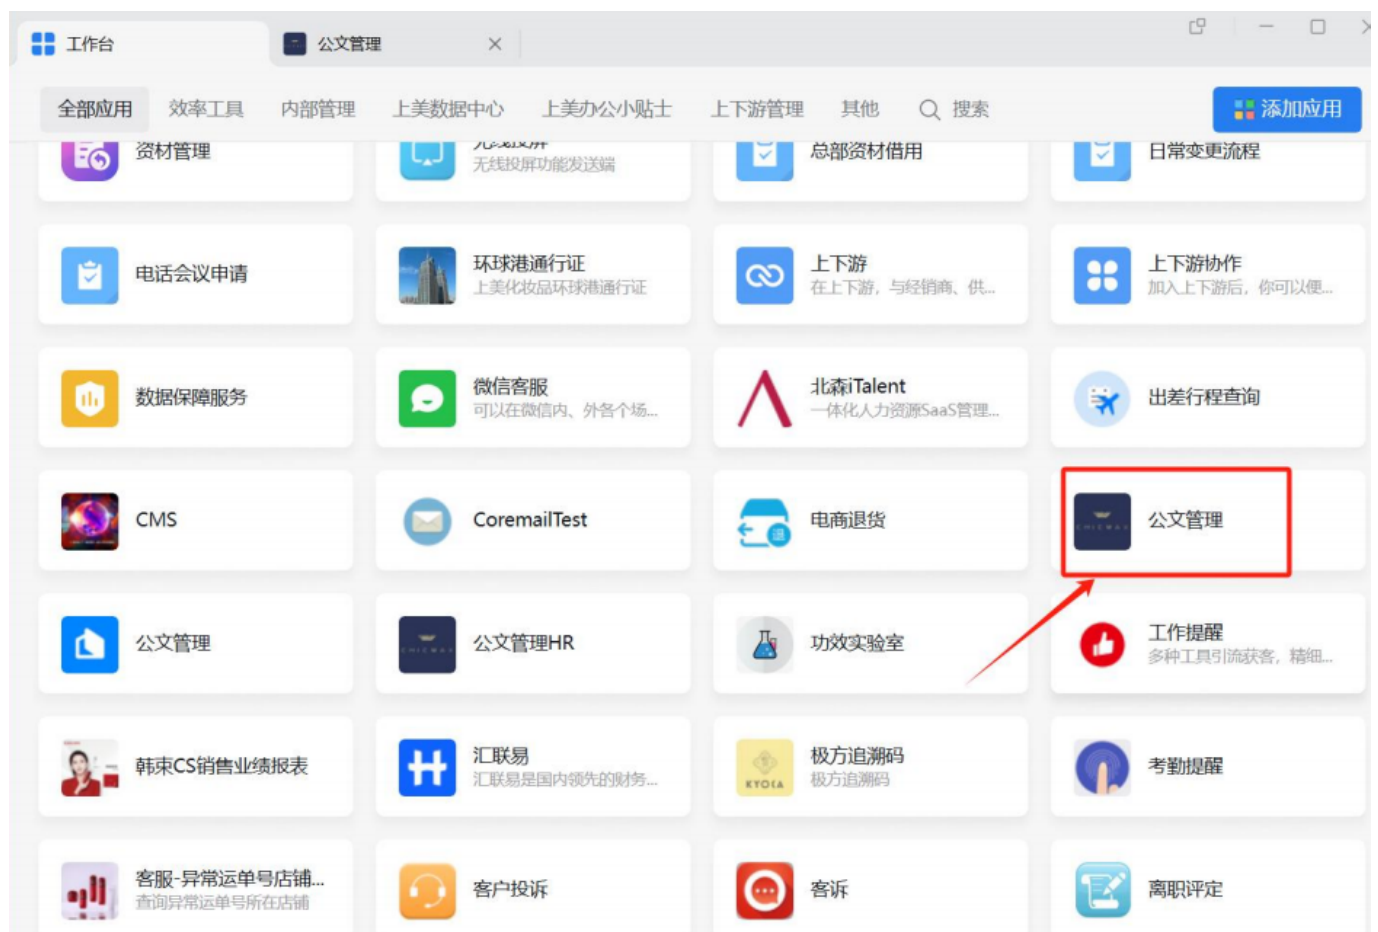 工作台
公文管理
全部应用 效率工具 内部管理 上美数据中心 上美办公小贴士 上下游管理 其他 搜索 添加应用
资材管理
无线投屏
无线投屏功能发送端
总部资材借用
日常变更流程
电话会议申请
环球港通行证
上美化妆品环球港通行证
上下游
在上下游,与经销商、供...
上下游协作
加入上下游后,你可以便...
数据保障服务
微信客服
可以在微信内、外各个场...
北森iTalent
一体化人力资源SaaS管理...
出差行程查询
CMS
CoremailTest
电商退货
CHICMAX
公文管理
公文管理
CHICMAX
公文管理HR
功效实验室
工作提醒
多种工具引流获客,精细...
韩束CS销售业绩报表
汇联易
汇联易是国内领先的财务...
KYOCA
极方追溯码
极方追溯码
考勤提醒
客服-异常运单号店铺...
查询异常运单号所在店铺
客户投诉
客诉
离职评定